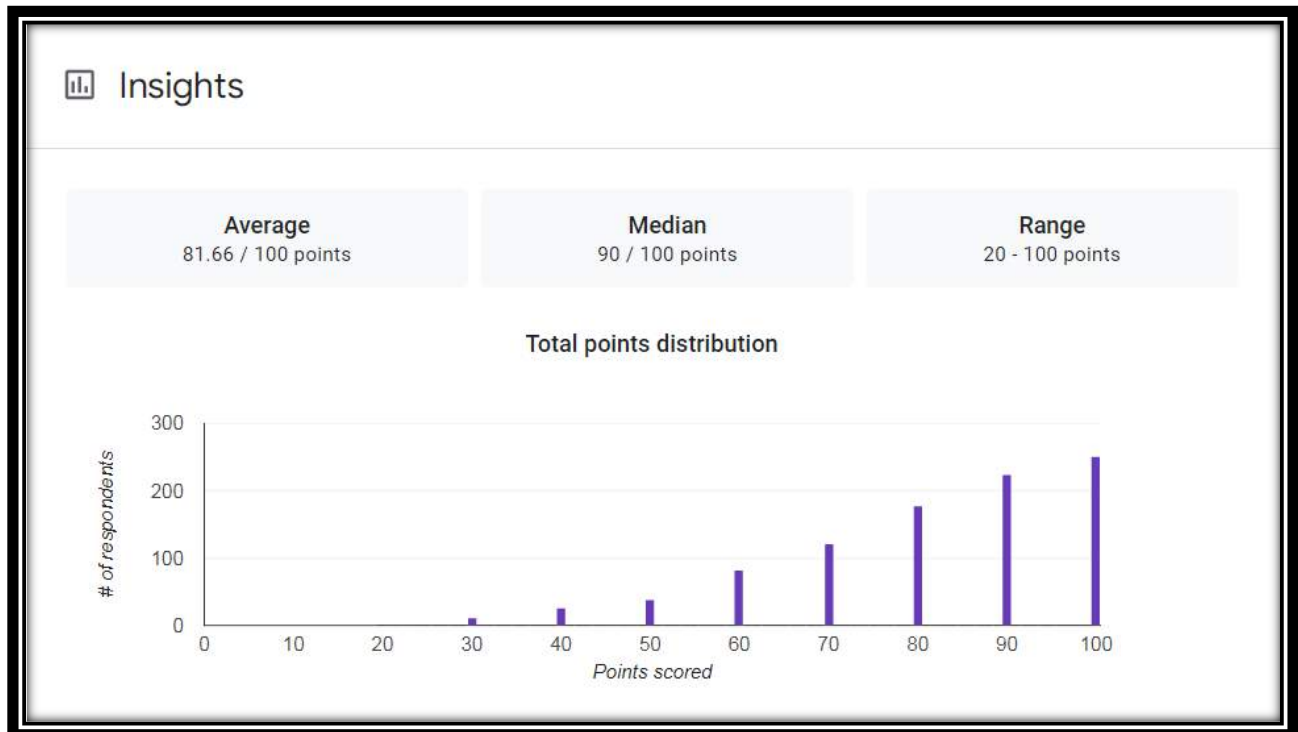 Insights
Average Median Range
81.66 / 100 points 90 / 100 points 20 - 100 points
Total points distribution
300
200
100
0
# of respondents
0 10 20 30 40 50 60 70 80 90 100
Points scored